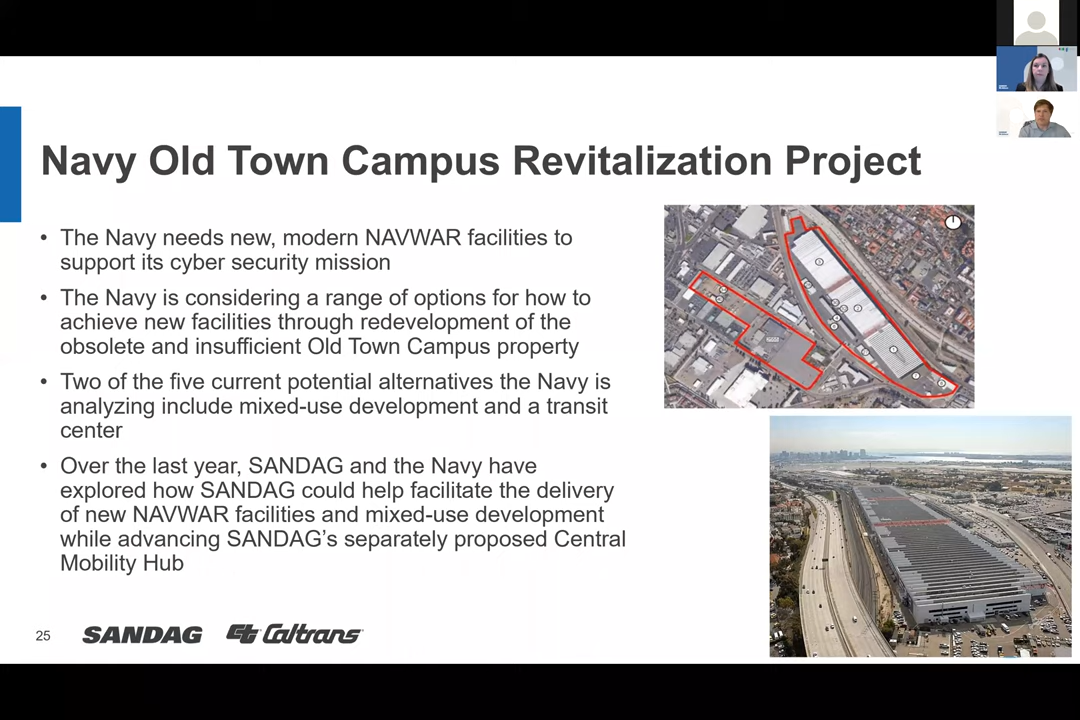 Navy Old Town Campus Revitalization Project
• The Navy needs new, modern NAVWAR facilities to
support its cyber security mission
• The Navy is considering a range of options for how to
achieve new facilities through redevelopment of the
obsolete and insufficient Old Town Campus property
• Two of the five current potential alternatives the Navy is
analyzing include mixed-use development and a transit
center
• Over the last year, SANDAG and the Navy have
explored how SANDAG could help facilitate the delivery
of new NAVWAR facilities and mixed-use development
while advancing SANDAG’s separately proposed Central
Mobility Hub
25 SANDAG Ct Caltrans